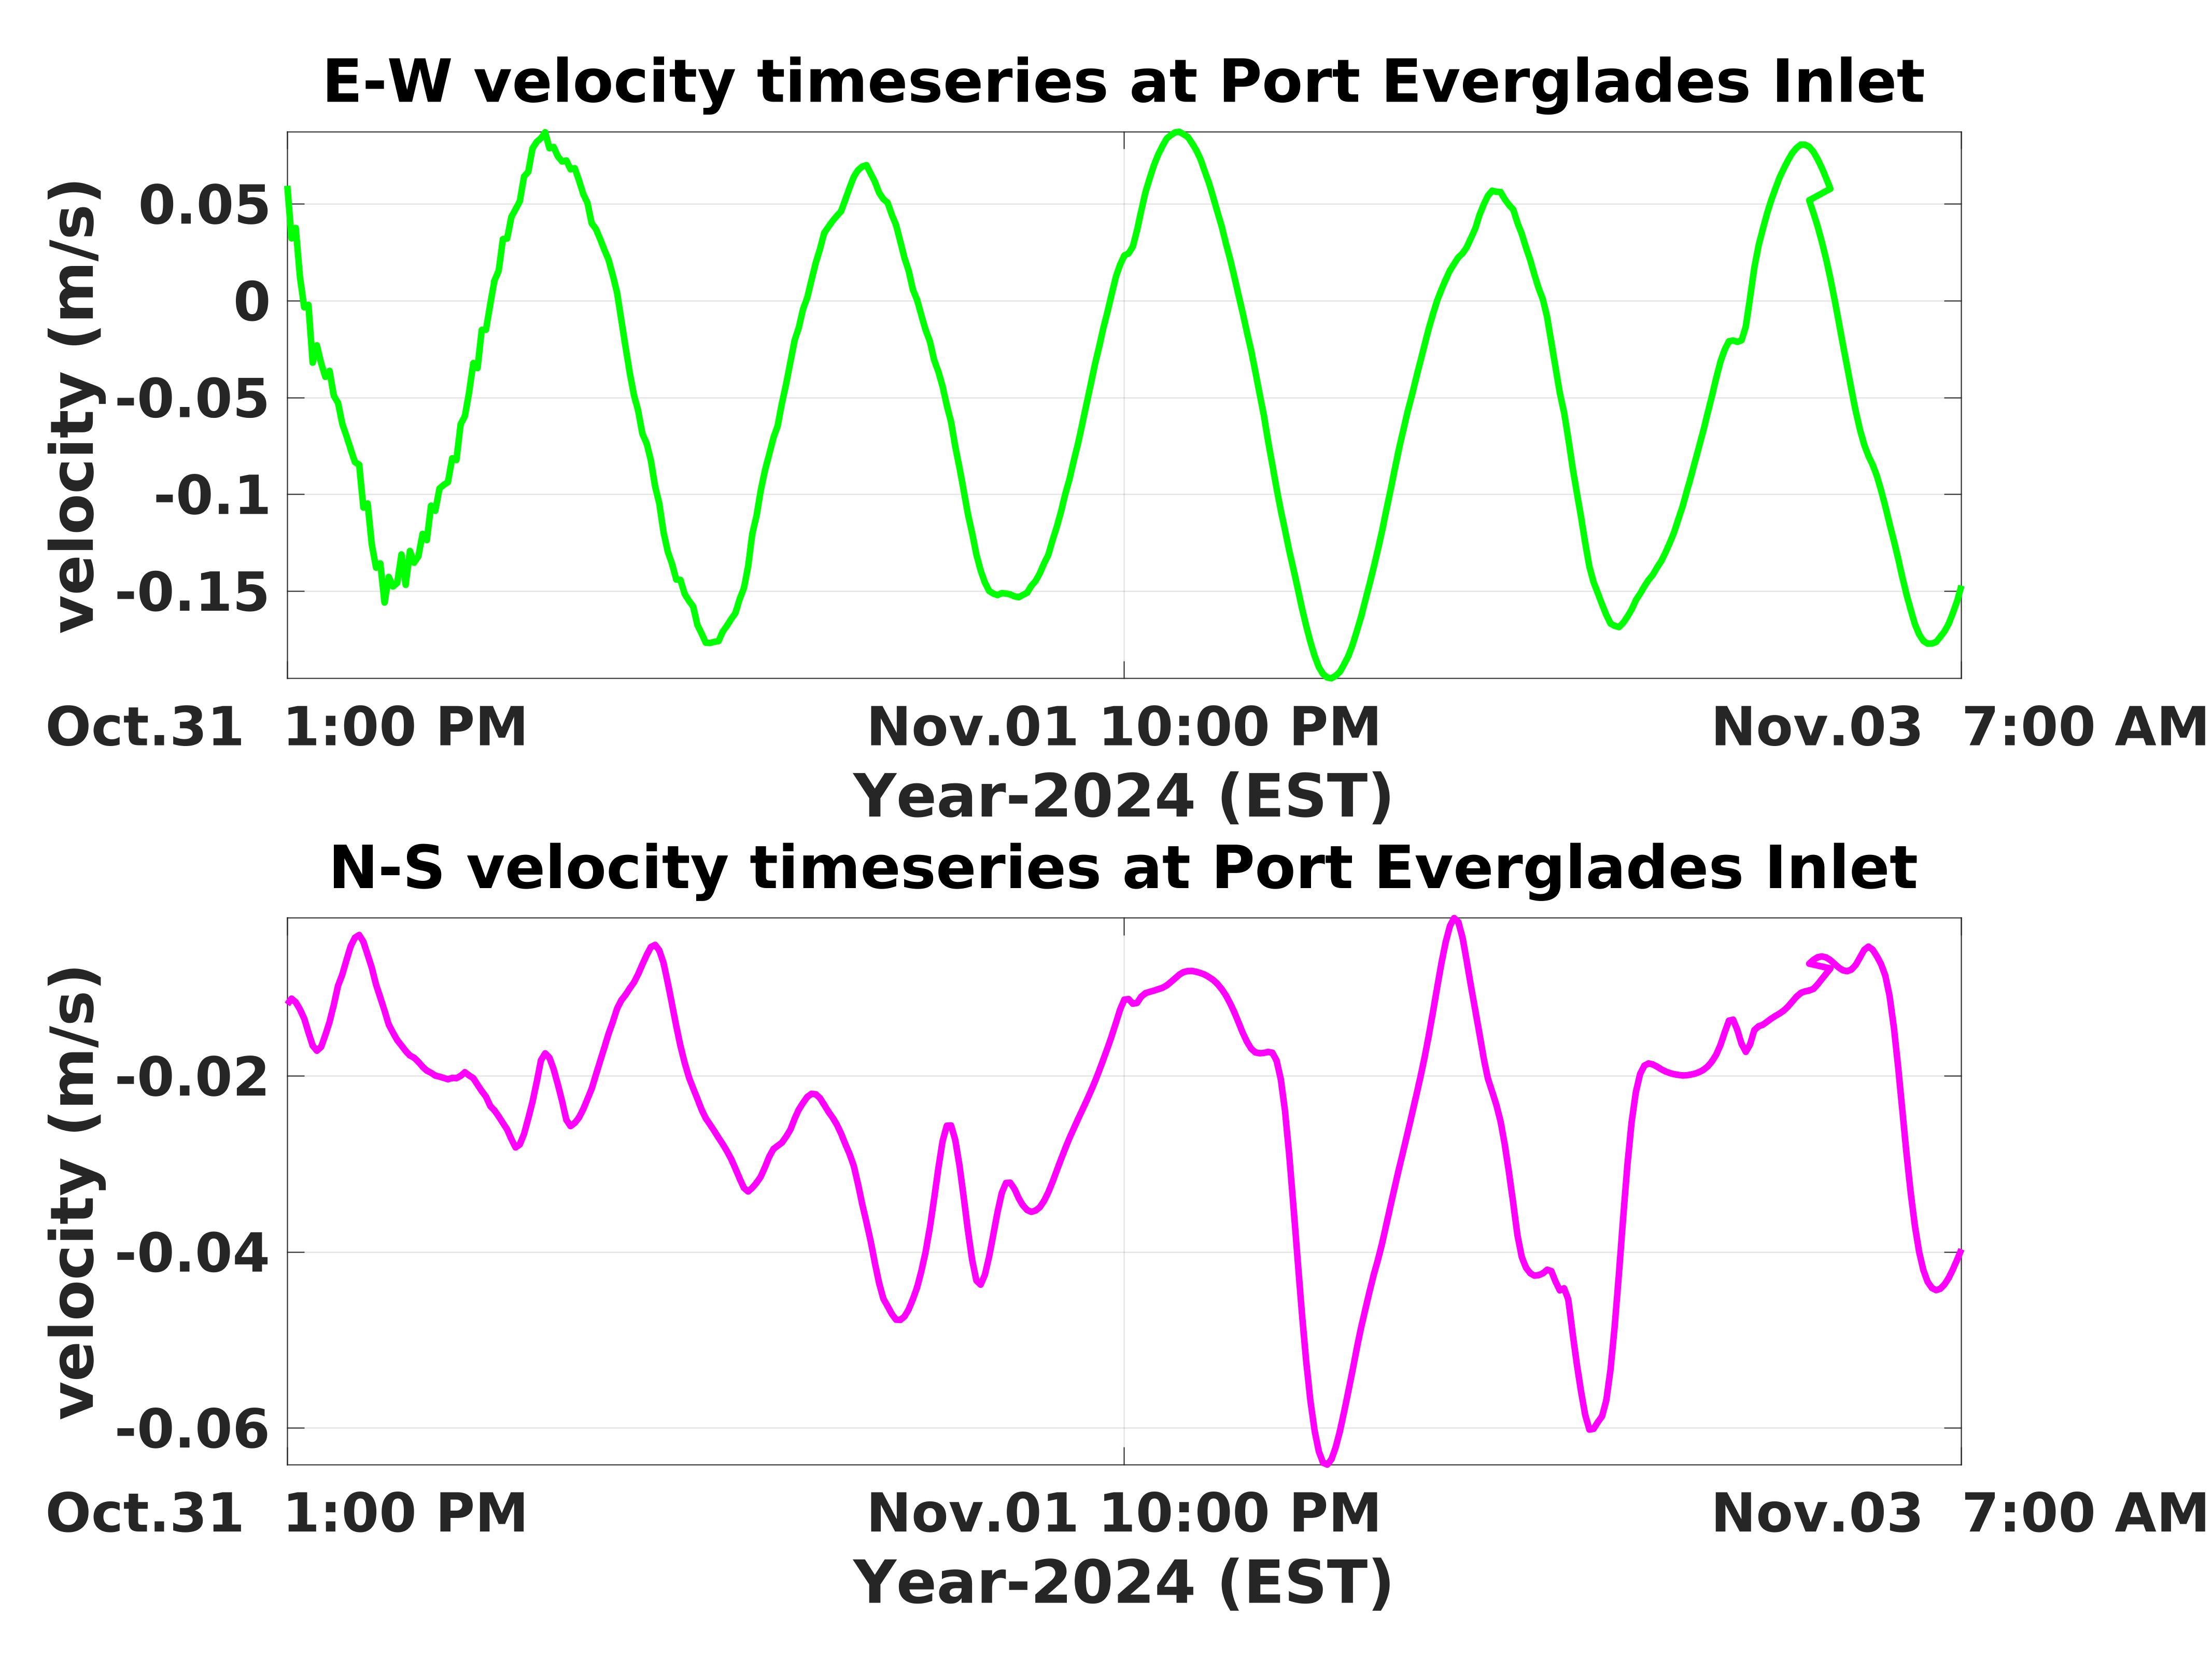 E-W velocity timeseries at Port Everglades Inlet
velocity (m/s)
0.05
0
-0.05
-0.1
-0.15
Oct.31  1:00 PM
Nov.01 10:00 PM
Nov.03  7:00 AM
Year-2024 (EST)
N-S velocity timeseries at Port Everglades Inlet
velocity (m/s)
-0.02
-0.04
-0.06
Oct.31  1:00 PM
Nov.01 10:00 PM
Nov.03  7:00 AM
Year-2024 (EST)